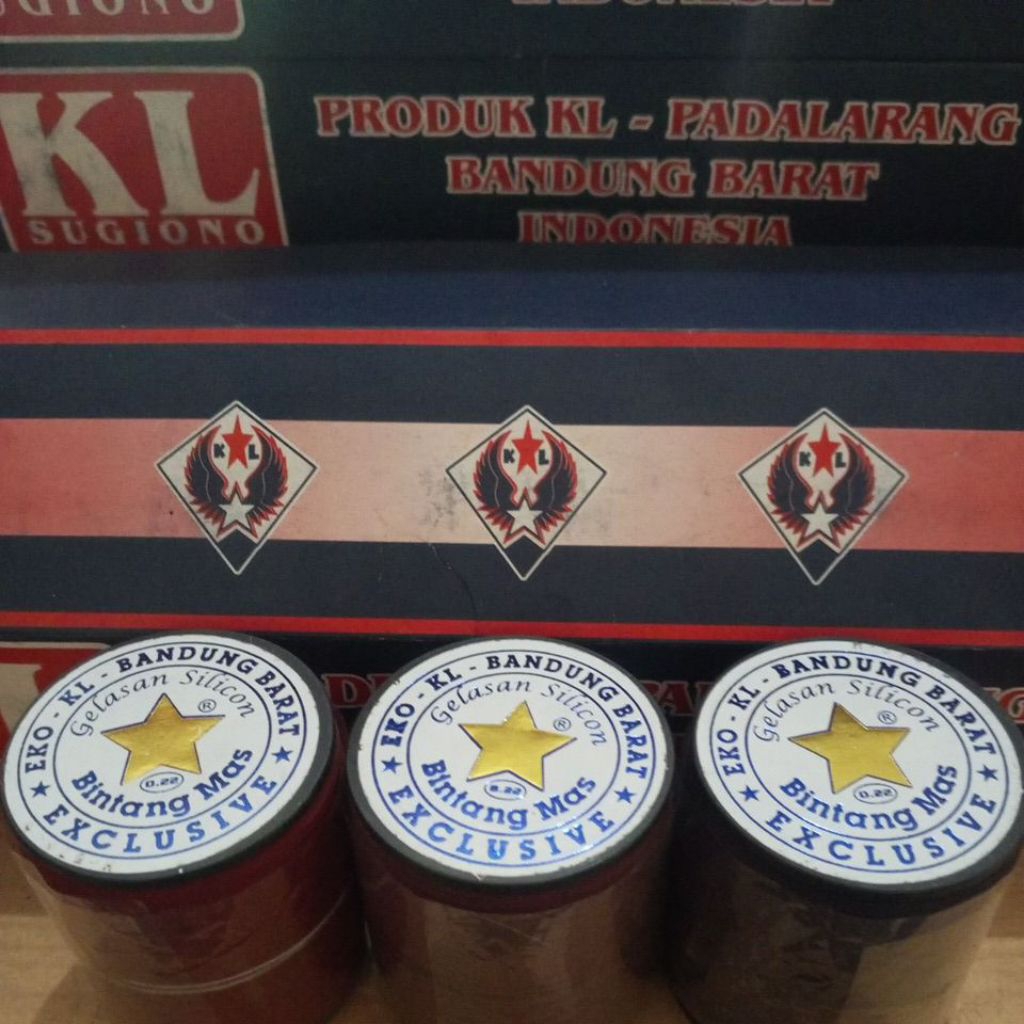 SUGIONO
INDONESIA
KL
SUGIONO
PRODUK KL - PADALARANG
BANDUNG BARAT
INDONESIA
K L
K L
K L
EKO - KL - BANDUNG BARAT
Gelasan Silicon
®
0.22
Bintang Mas
★ EXCLUSIVE ★
EKO - KL - BANDUNG BARAT
Gelasan Silicon
®
0.22
Bintang Mas
★ EXCLUSIVE ★
EKO - KL - BANDUNG BARAT
Gelasan Silicon
®
0.22
Bintang Mas
★ EXCLUSIVE ★